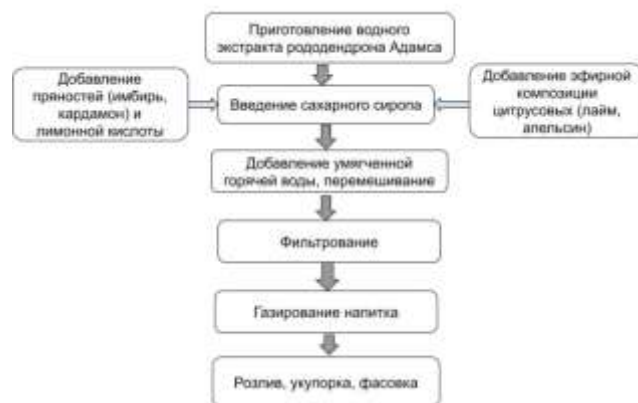 Приготовление водного
экстракта рододендрона Адамса
Добавление
пряностей (имбирь,
кардамон) и
лимонной кислоты
Введение сахарного сиропа
Добавление эфирной
композиции
цитрусовых (лайм,
апельсин)
Добавление умягченной
горячей воды, перемешивание
Фильтрование
Газирование напитка
Розлив, укупорка, фасовка